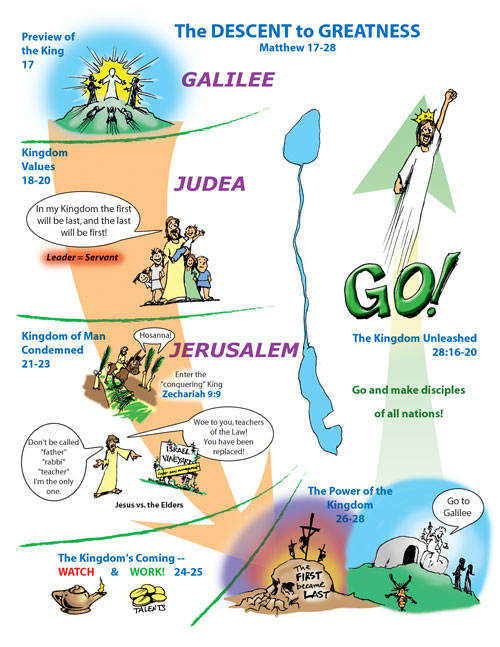 The DESCENT to GREATNESS
Matthew 17-28
Preview of
the King
17
GALILEE
Kingdom
Values
18-20
JUDEA
In my Kingdom the first
will be last, and the last
will be first!
Leader = Servant
GO!
Kingdom of Man
Condemned
21-23
Hosanna!
JERUSALEM
Enter the
"conquering" King
Zechariah 9:9
The Kingdom Unleashed
28:16-20
Go and make disciples
of all nations!
Don't be called
"father"
"rabbi"
"teacher"
I'm the only
one.
Woe to you, teachers
of the Law!
You have been
replaced!
ISRAEL
VINEYARD
Jesus vs. the Elders
The Power of the
Kingdom
26-28
Go to
Galilee
The
FIRST
became
LAST
The Kingdom's Coming --
WATCH & WORK! 24-25
TALENTS